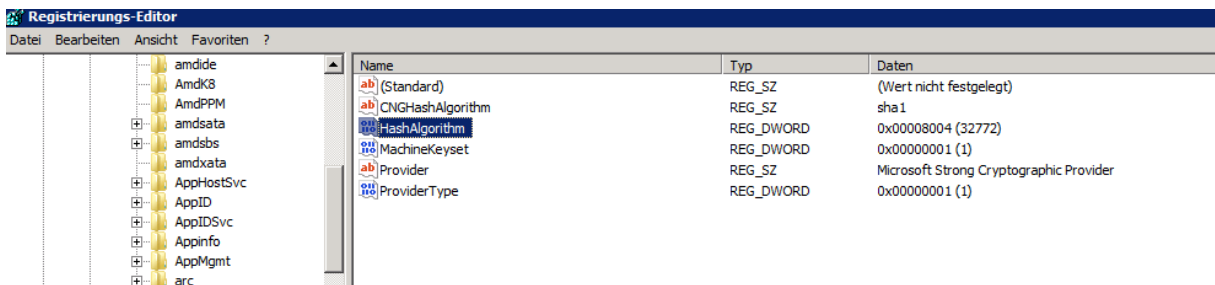 Registrierungs-Editor
Datei Bearbeiten Ansicht Favoriten ?
amdide
AmdK8
AmdPPM
amdsata
amdsbs
amdxata
AppHostSvc
AppID
AppIDSvc
Appinfo
AppMgmt
arc
Name Typ Daten
(Standard) REG_SZ (Wert nicht festgelegt)
CNGHashAlgorithm REG_SZ sha1
HashAlgorithm REG_DWORD 0x00008004 (32772)
MachineKeyset REG_DWORD 0x00000001 (1)
Provider REG_SZ Microsoft Strong Cryptographic Provider
ProviderType REG_DWORD 0x00000001 (1)